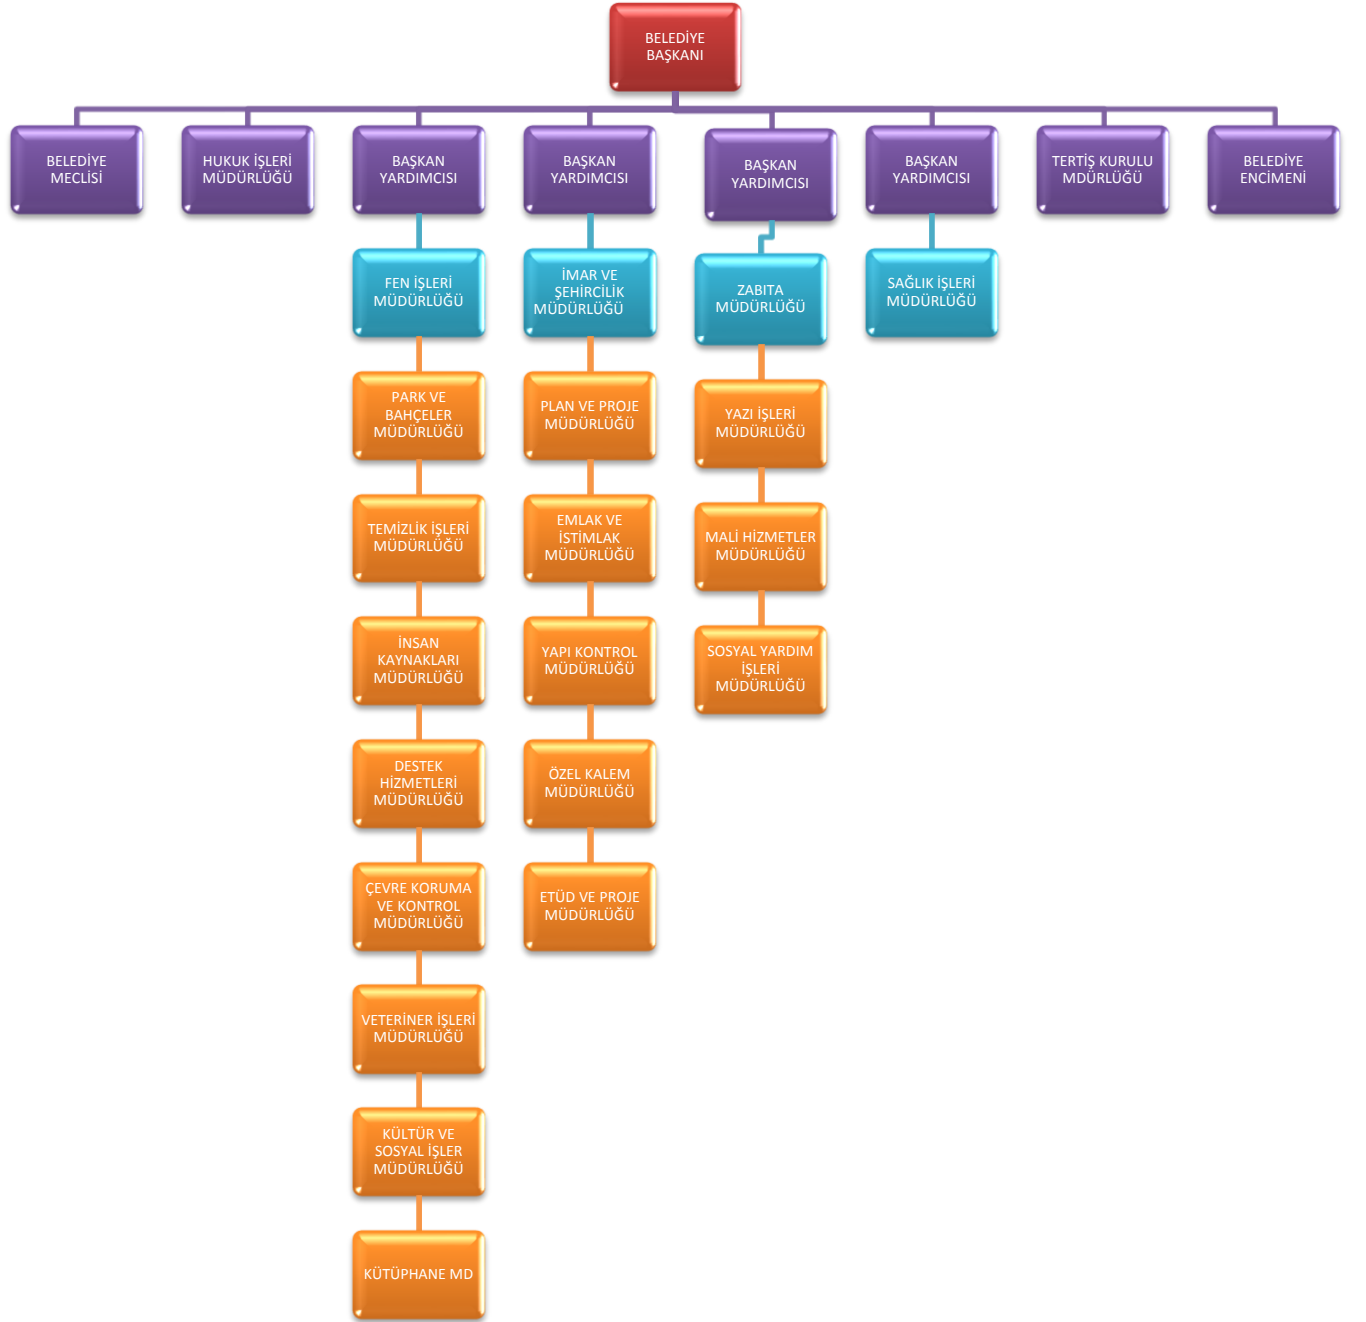 BELEDİYE
BAŞKANI
BELEDİYE
MECLİSİ
HUKUK İŞLERİ
MÜDÜRLÜĞÜ
BAŞKAN
YARDIMCISI
BAŞKAN
YARDIMCISI
BAŞKAN
YARDIMCISI
BAŞKAN
YARDIMCISI
TERTİŞ KURULU
MDÜRLÜĞÜ
BELEDİYE
ENCİMENİ
FEN İŞLERİ
MÜDÜRLÜĞÜ
İMAR VE
ŞEHİRCİLİK
MÜDÜRLÜĞÜ
ZABITA
MÜDÜRLÜĞÜ
SAĞLIK İŞLERİ
MÜDÜRLÜĞÜ
PARK VE
BAHÇELER
MÜDÜRLÜĞÜ
PLAN VE PROJE
MÜDÜRLÜĞÜ
YAZI İŞLERİ
MÜDÜRLÜĞÜ
TEMİZLİK İŞLERİ
MÜDÜRLÜĞÜ
EMLAK VE
İSTİMLAK
MÜDÜRLÜĞÜ
MALİ HİZMETLER
MÜDÜRLÜĞÜ
İNSAN
KAYNAKLARI
MÜDÜRLÜĞÜ
YAPI KONTROL
MÜDÜRLÜĞÜ
SOSYAL YARDIM
İŞLERİ
MÜDÜRLÜĞÜ
DESTEK
HİZMETLERİ
MÜDÜRLÜĞÜ
ÖZEL KALEM
MÜDÜRLÜĞÜ
ÇEVRE KORUMA
VE KONTROL
MÜDÜRLÜĞÜ
ETÜD VE PROJE
MÜDÜRLÜĞÜ
VETERİNER İŞLERİ
MÜDÜRLÜĞÜ
KÜLTÜR VE
SOSYAL İŞLER
MÜDÜRLÜĞÜ
KÜTÜPHANE MD